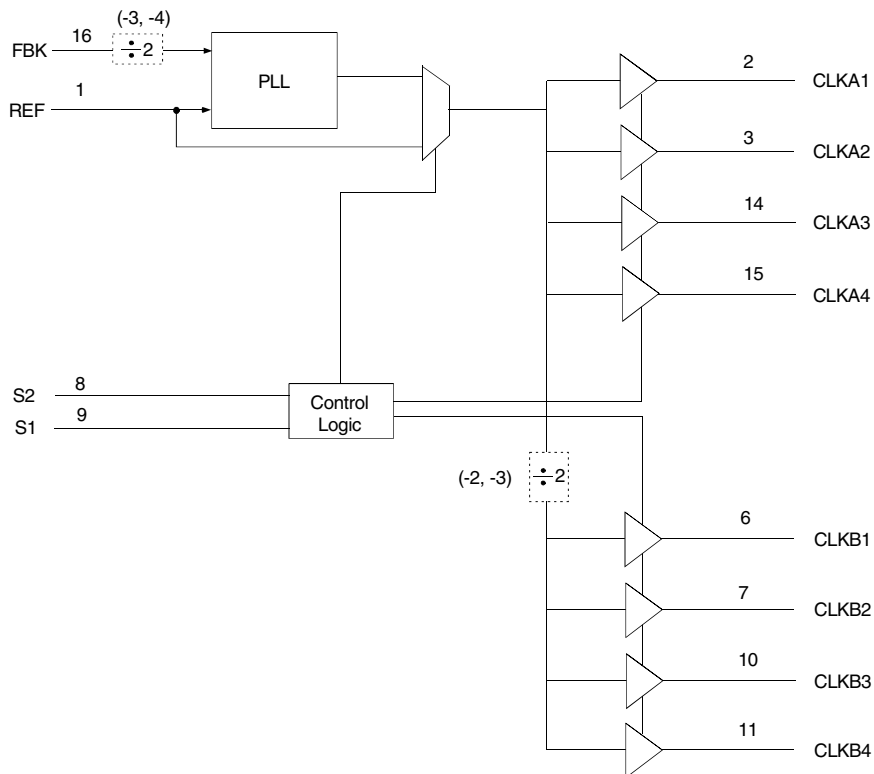 (-3, -4)
FBK 16 ÷2
PLL
REF 1
2 CLKA1
3 CLKA2
14 CLKA3
15 CLKA4
S2 8
S1 9
Control
Logic
(-2, -3) ÷2
6 CLKB1
7 CLKB2
10 CLKB3
11 CLKB4